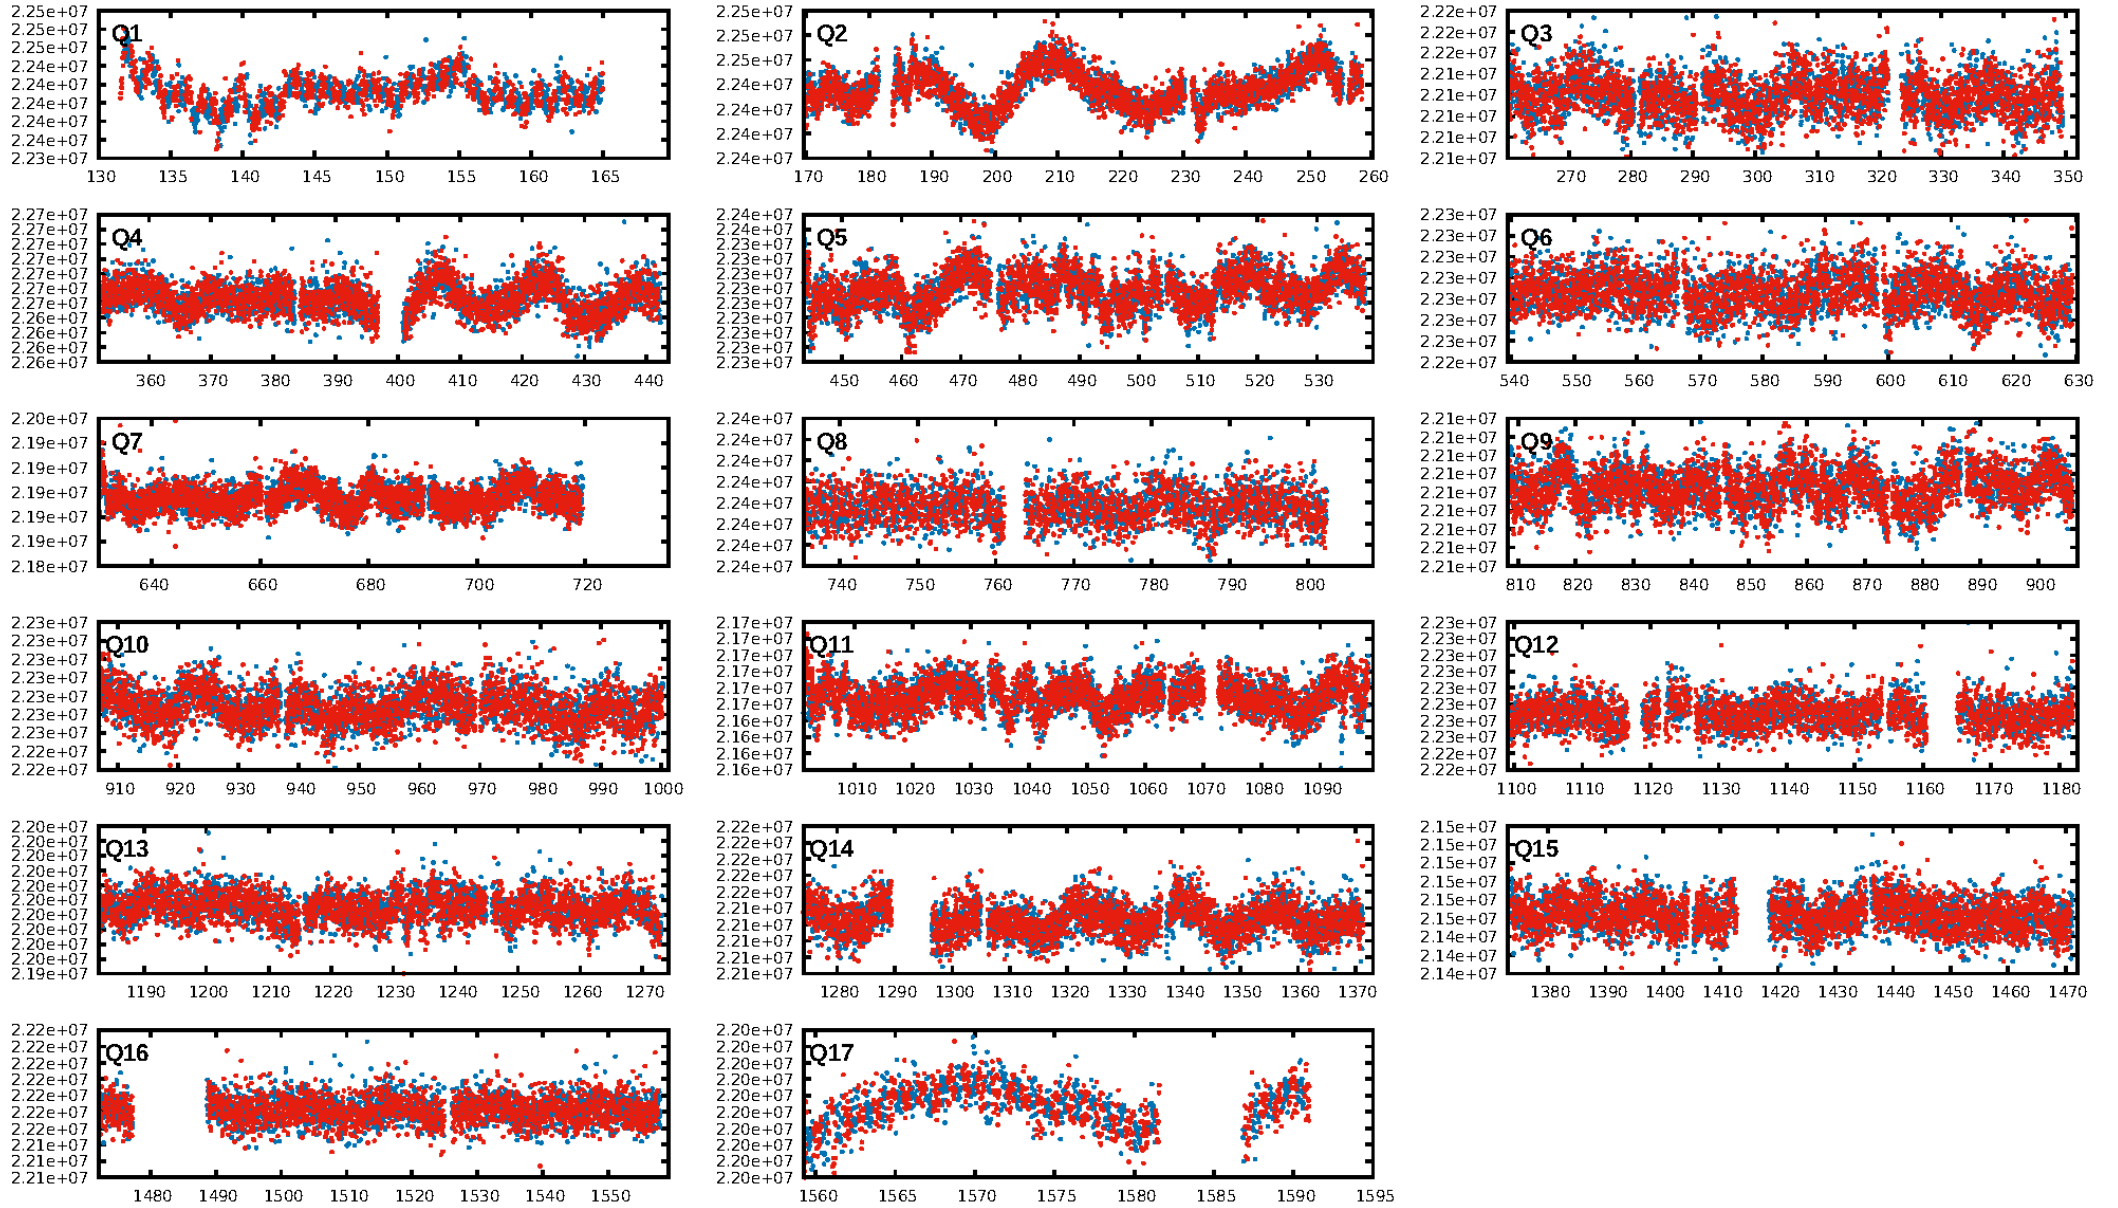 2.25e+07
2.25e+07
2.25e+07
2.24e+07
2.24e+07
2.24e+07
2.24e+07
2.24e+07
2.23e+07
Q1
130 135 140 145 150 155 160 165
2.25e+07
2.25e+07
2.25e+07
2.24e+07
2.24e+07
2.24e+07
2.24e+07
Q2
170 180 190 200 210 220 230 240 250 260
2.22e+07
2.22e+07
2.22e+07
2.21e+07
2.21e+07
2.21e+07
2.21e+07
2.21e+07
Q3
270 280 290 300 310 320 330 340 350
2.27e+07
2.27e+07
2.27e+07
2.27e+07
2.27e+07
2.27e+07
2.27e+07
2.26e+07
2.26e+07
2.26e+07
2.26e+07
Q4
360 370 380 390 400 410 420 430 440
2.24e+07
2.24e+07
2.23e+07
2.23e+07
2.23e+07
2.23e+07
2.23e+07
2.23e+07
2.23e+07
2.23e+07
2.23e+07
Q5
450 460 470 480 490 500 510 520 530
2.23e+07
2.23e+07
2.23e+07
2.23e+07
2.23e+07
2.23e+07
2.23e+07
2.22e+07
Q6
540 550 560 570 580 590 600 610 620 630
2.20e+07
2.19e+07
2.19e+07
2.19e+07
2.19e+07
2.19e+07
2.18e+07
Q7
640 660 680 700 720
2.24e+07
2.24e+07
2.24e+07
2.24e+07
2.24e+07
2.24e+07
2.24e+07
2.24e+07
Q8
740 750 760 770 780 790 800
2.21e+07
2.21e+07
2.21e+07
2.21e+07
2.21e+07
2.21e+07
2.21e+07
2.21e+07
2.21e+07
Q9
810 820 830 840 850 860 870 880 890 900
2.23e+07
2.23e+07
2.23e+07
2.23e+07
2.23e+07
2.23e+07
2.23e+07
2.22e+07
2.22e+07
Q10
910 920 930 940 950 960 970 980 990 1000
2.17e+07
2.17e+07
2.17e+07
2.17e+07
2.17e+07
2.17e+07
2.16e+07
2.16e+07
2.16e+07
2.16e+07
Q11
1010 1020 1030 1040 1050 1060 1070 1080 1090
2.23e+07
2.23e+07
2.23e+07
2.23e+07
2.23e+07
2.23e+07
2.23e+07
2.23e+07
2.22e+07
2.22e+07
Q12
1100 1110 1120 1130 1140 1150 1160 1170 1180
2.20e+07
2.20e+07
2.20e+07
2.20e+07
2.20e+07
2.20e+07
2.20e+07
2.20e+07
2.20e+07
2.20e+07
2.19e+07
Q13
1190 1200 1210 1220 1230 1240 1250 1260 1270
2.22e+07
2.22e+07
2.22e+07
2.22e+07
2.22e+07
2.21e+07
2.21e+07
2.21e+07
2.21e+07
2.21e+07
Q14
1280 1290 1300 1310 1320 1330 1340 1350 1360 1370
2.15e+07
2.15e+07
2.15e+07
2.15e+07
2.15e+07
2.15e+07
2.14e+07
2.14e+07
2.14e+07
Q15
1380 1390 1400 1410 1420 1430 1440 1450 1460 1470
2.22e+07
2.22e+07
2.22e+07
2.22e+07
2.22e+07
2.22e+07
2.22e+07
2.21e+07
2.21e+07
2.21e+07
Q16
1480 1490 1500 1510 1520 1530 1540 1550
2.20e+07
2.20e+07
2.20e+07
2.20e+07
2.20e+07
2.20e+07
2.20e+07
2.20e+07
2.20e+07
2.20e+07
Q17
1560 1565 1570 1575 1580 1585 1590 1595